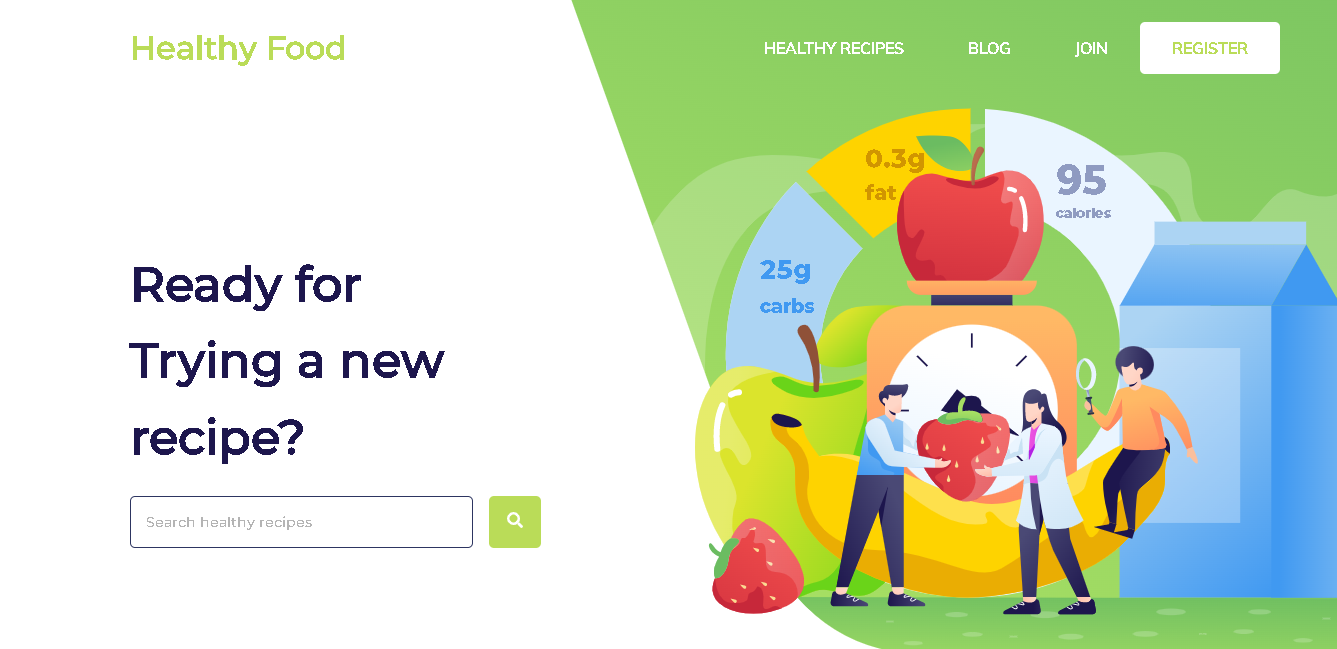 Healthy Food
HEALTHY RECIPES
BLOG
JOIN
REGISTER
0.3g
fat
95
calories
25g
carbs
Ready for
Trying a new
recipe?
Search healthy recipes